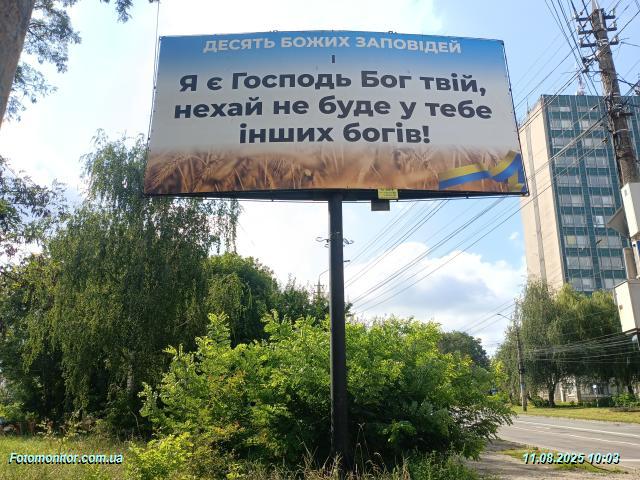 ДЕСЯТЬ БОЖИХ ЗАПОВІДЕЙ
І
Я є Господь Бог твій,
нехай не буде у тебе
інших богів!
Fotomonitor.com.ua
11.08.2025 10:03